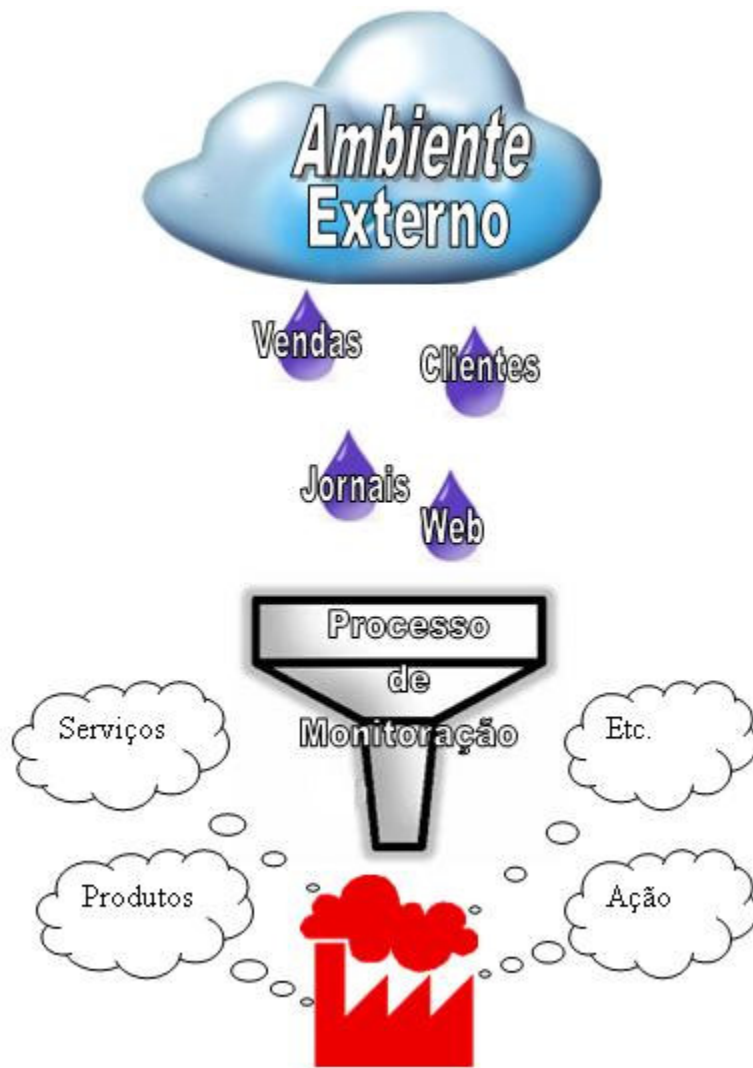 Ambiente
Externo
Vendas
Clientes
Jornais
Web
Processo
de
Monitoração
Serviços
Etc.
Produtos
Ação